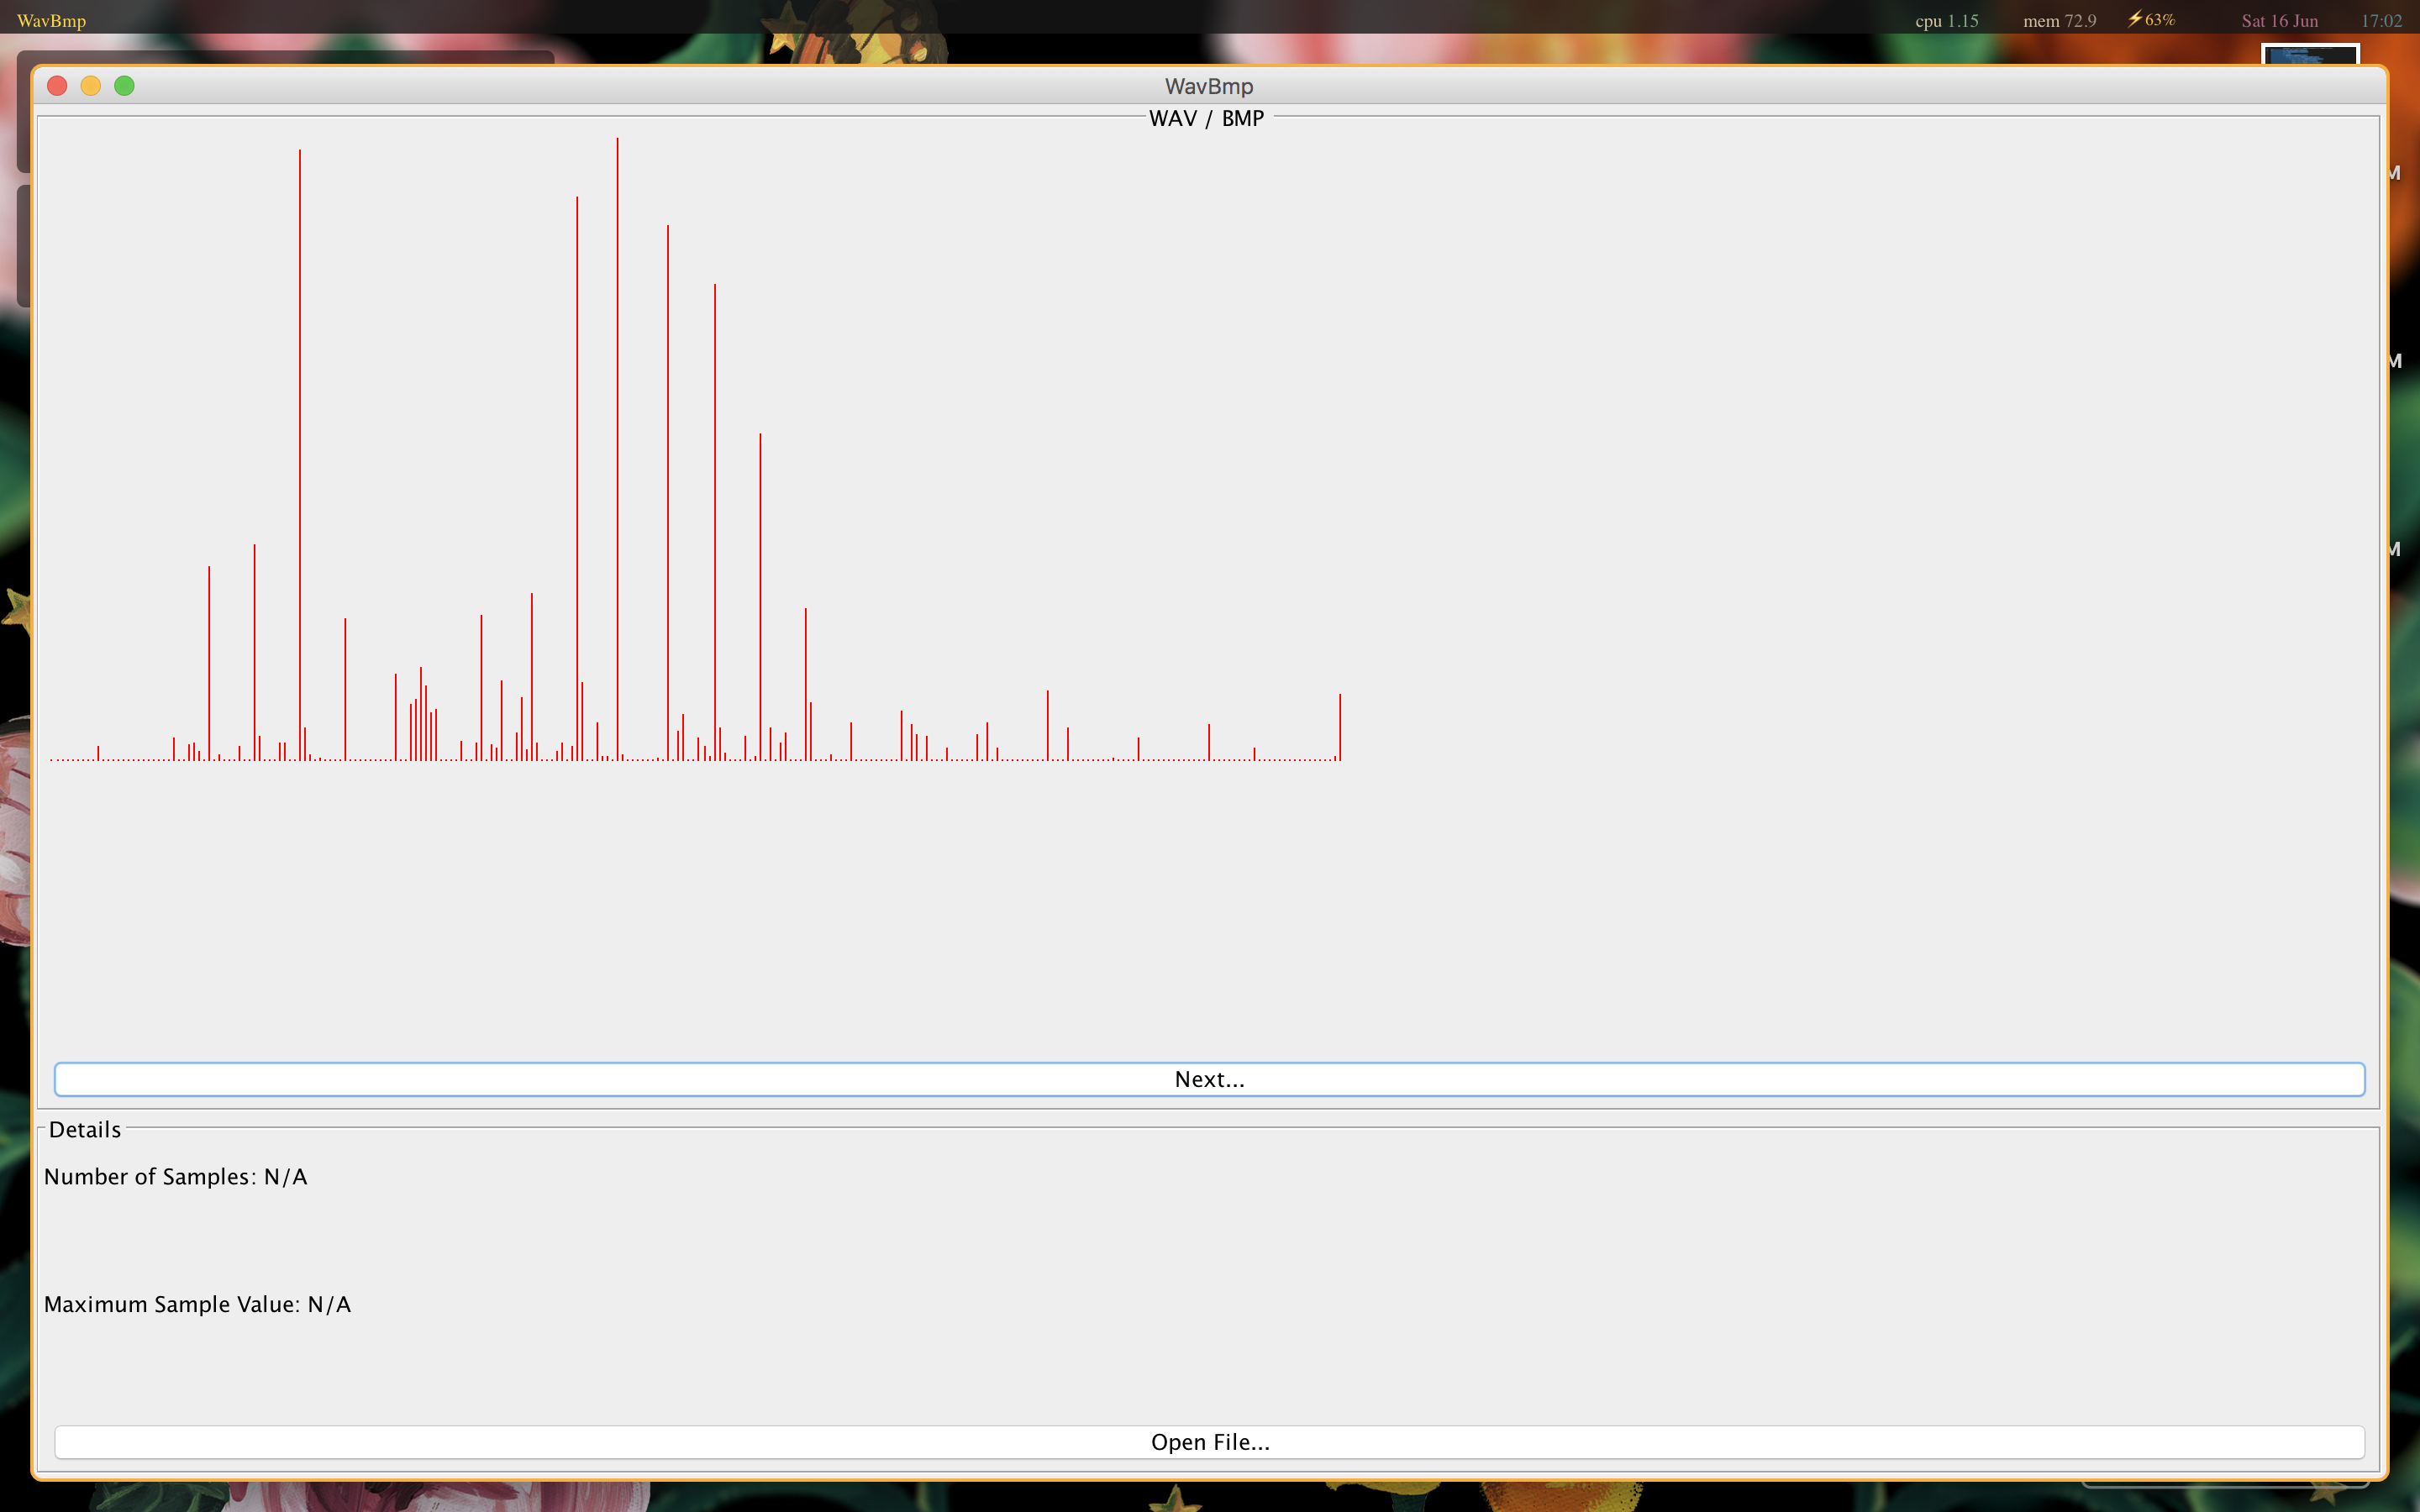 WavBmp cpu 1.15 mem 72.9 ⚡63% Sat 16 Jun 17:02
WavBmp
WAV / BMP
M
M
M
Next...
Details
Number of Samples: N/A
Maximum Sample Value: N/A
Open File...